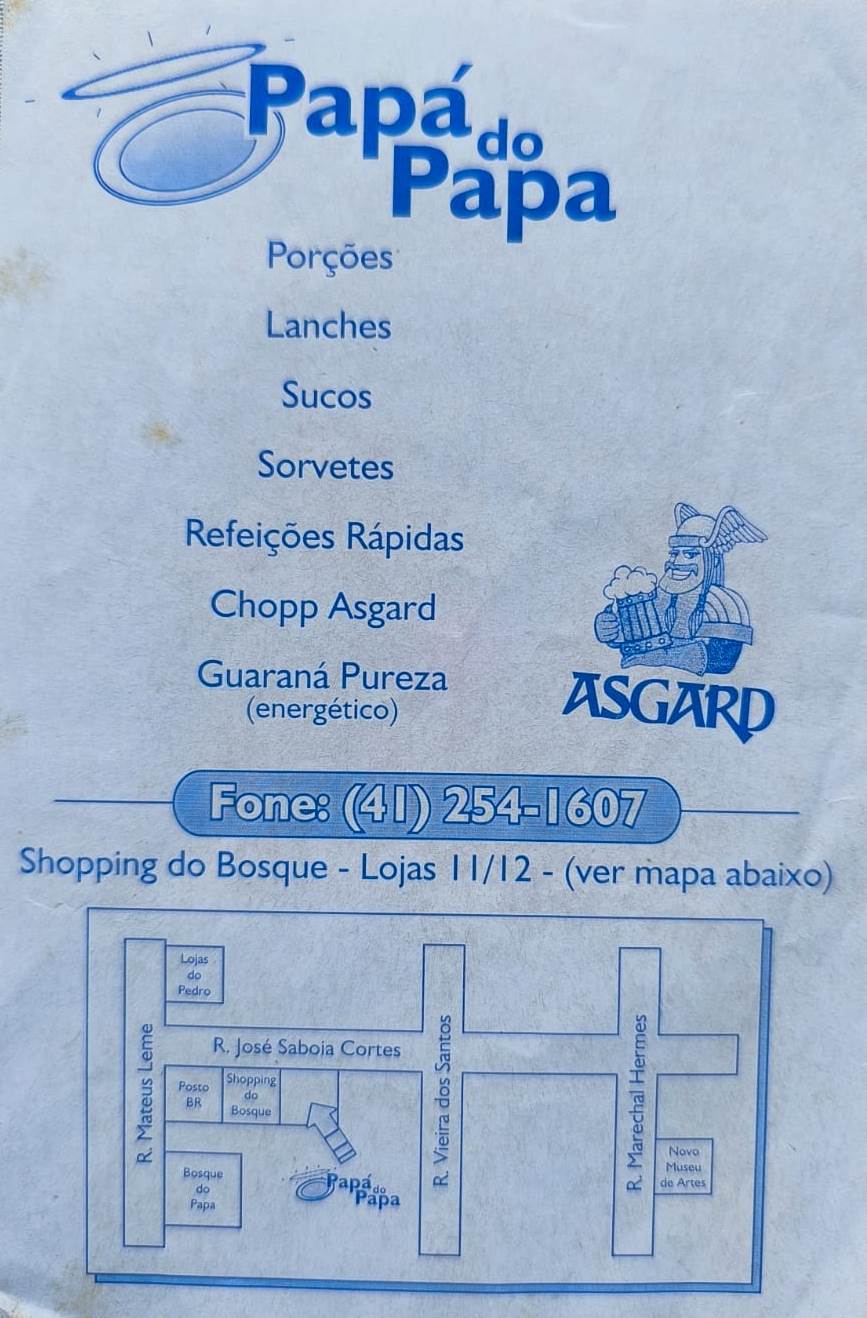 Papá do
Papa
Porções
Lanches
Sucos
Sorvetes
Refeições Rápidas
Chopp Asgard
Guaraná Pureza
(energético)
ASGARD
Fone: (41) 254-1607
Shopping do Bosque - Lojas 11/12 - (ver mapa abaixo)
Lojas
do
Pedro
R. Mateus Leme
R. José Saboia Cortes
R. Vieira dos Santos
R. Marechal Hermes
Posto
BR
Shopping
do
Bosque
Bosque
do
Papa
Papá do
Papa
Novo
Museu
de Artes